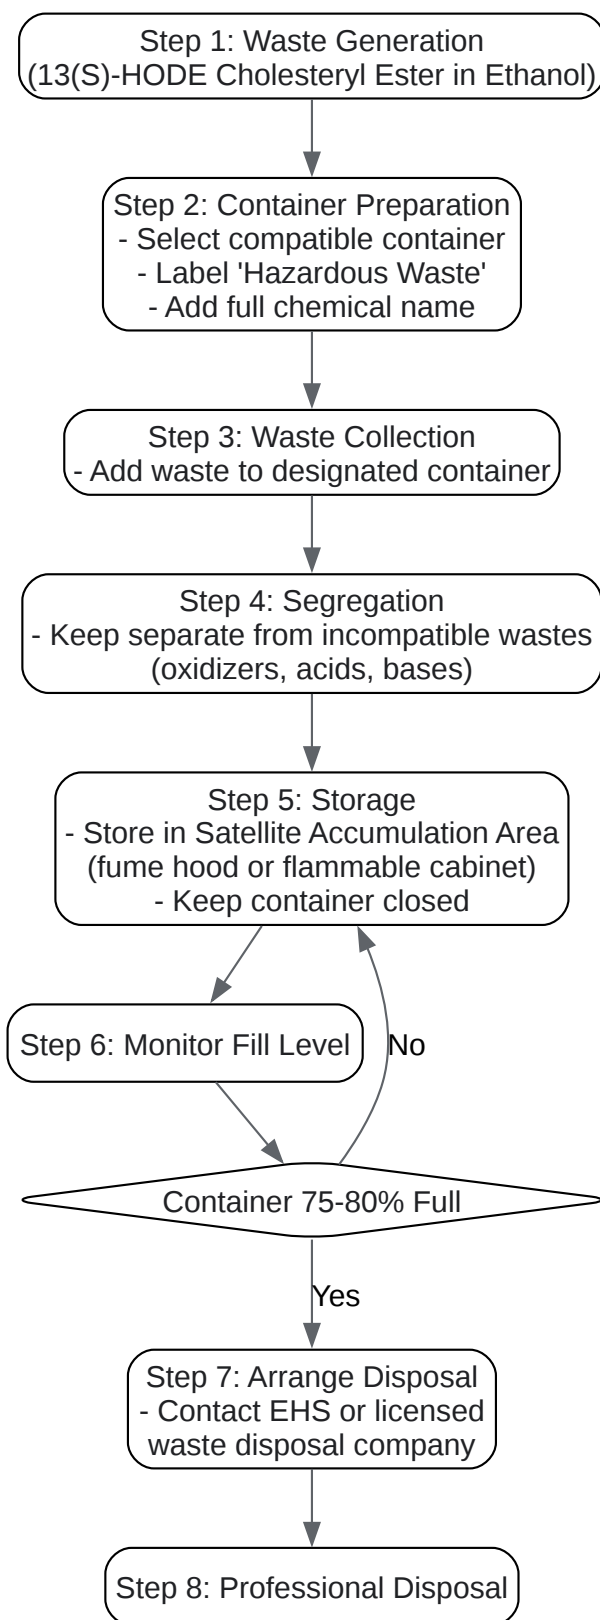 Step 1: Waste Generation
(13(S)-HODE Cholesteryl Ester in Ethanol)
Step 2: Container Preparation
- Select compatible container
- Label 'Hazardous Waste'
- Add full chemical name
Step 3: Waste Collection
- Add waste to designated container
Step 4: Segregation
- Keep separate from incompatible wastes
(oxidizers, acids, bases)
Step 5: Storage
- Store in Satellite Accumulation Area
(fume hood or flammable cabinet)
- Keep container closed
Step 6: Monitor Fill Level
No
Container 75-80% Full
Yes
Step 7: Arrange Disposal
- Contact EHS or licensed
waste disposal company
Step 8: Professional Disposal